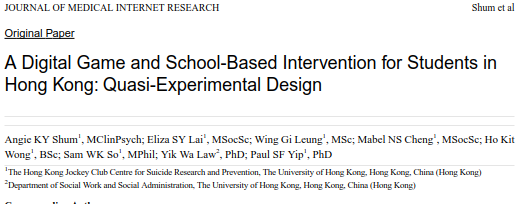 JOURNAL OF MEDICAL INTERNET RESEARCH Shum et al
Original Paper
A Digital Game and School-Based Intervention for Students in
Hong Kong: Quasi-Experimental Design
Angie KY Shum1, MClinPsych; Eliza SY Lai1, MSocSc; Wing Gi Leung1, MSc; Mabel NS Cheng1, MSocSc; Ho Kit
Wong1, BSc; Sam WK So1, MPhil; Yik Wa Law2, PhD; Paul SF Yip1, PhD
1The Hong Kong Jockey Club Centre for Suicide Research and Prevention, The University of Hong Kong, Hong Kong, China (Hong Kong)
2Department of Social Work and Social Administration, The University of Hong Kong, Hong Kong, China (Hong Kong)